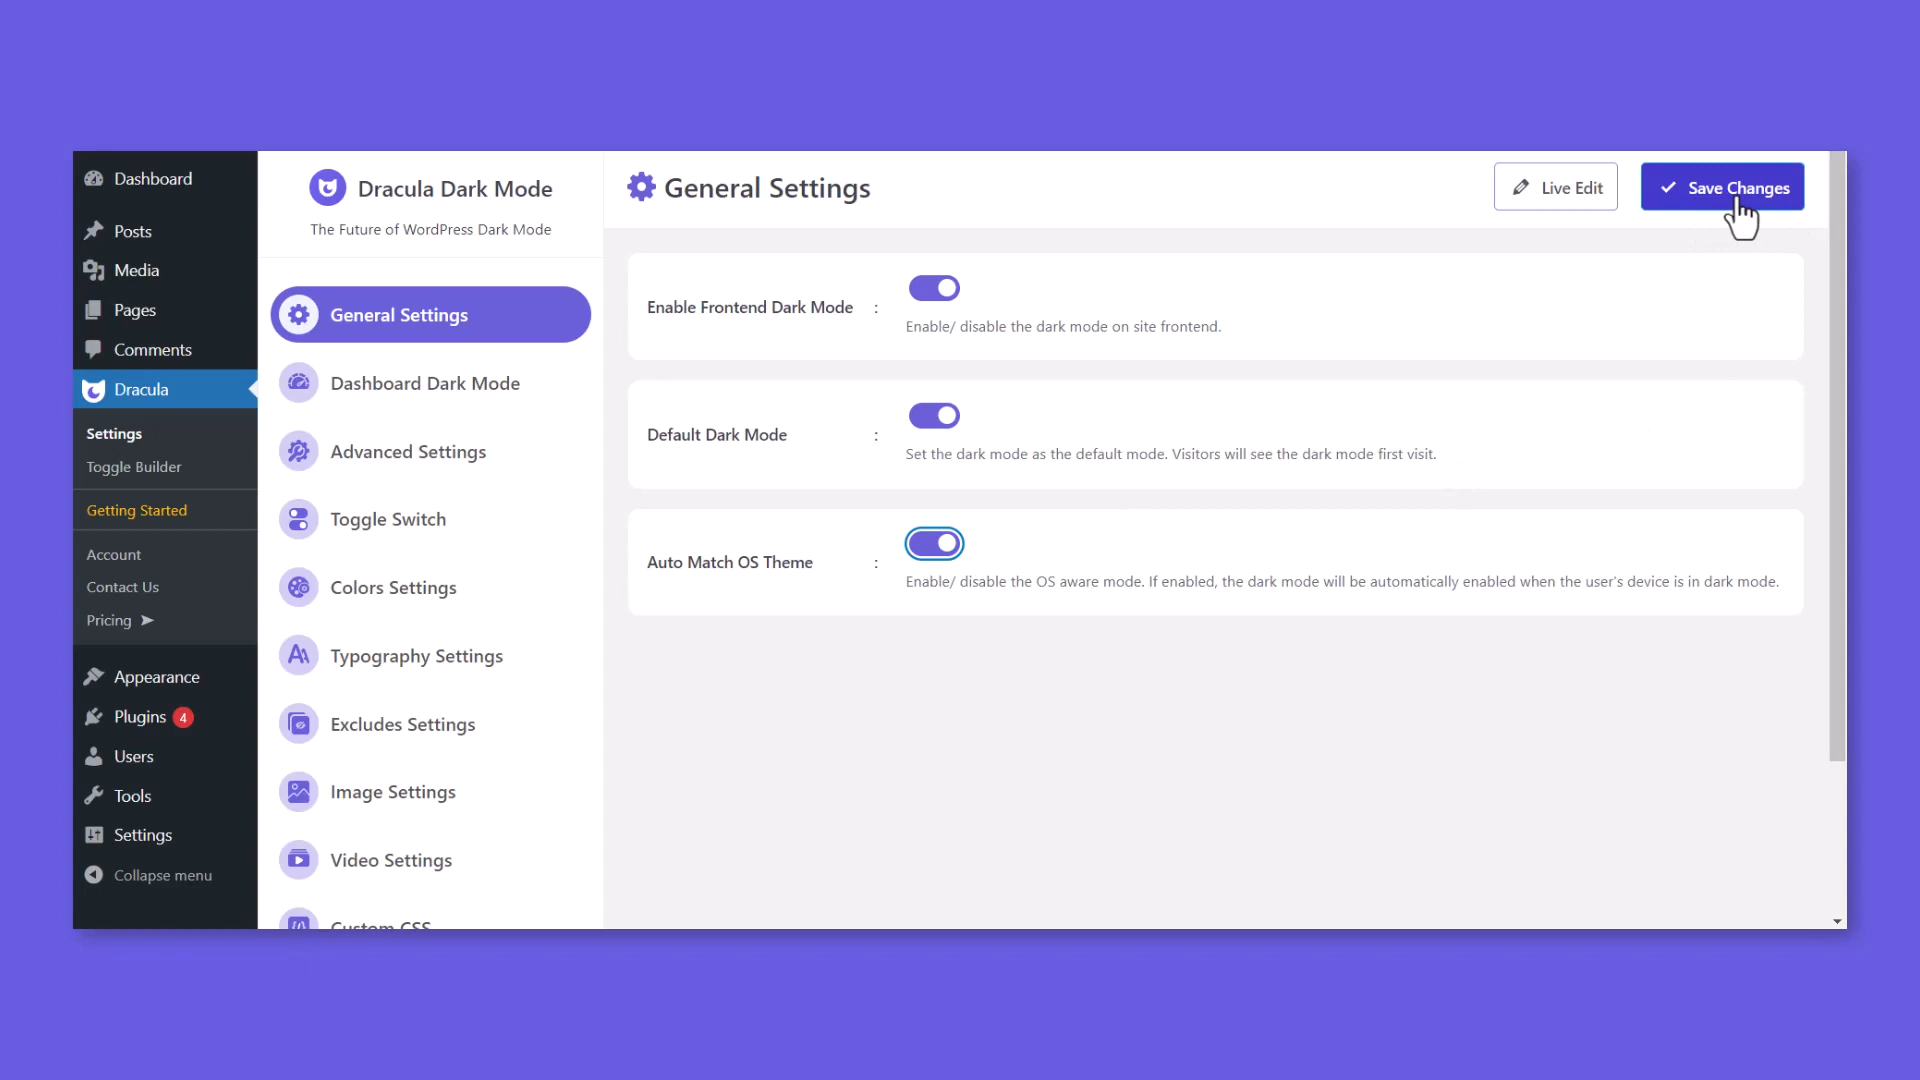 Dashboard
Posts
Media
Pages
Comments
Dracula
Settings
Toggle Builder
Getting Started
Account
Contact Us
Pricing ➤
Appearance
Plugins 4
Users
Tools
Settings
Collapse menu
Dracula Dark Mode
The Future of WordPress Dark Mode
General Settings
Dashboard Dark Mode
Advanced Settings
Toggle Switch
Colors Settings
Typography Settings
Excludes Settings
Image Settings
Video Settings
Custom CSS
General Settings
Live Edit
Save Changes
Enable Frontend Dark Mode :
Enable/ disable the dark mode on site frontend.
Default Dark Mode :
Set the dark mode as the default mode. Visitors will see the dark mode first visit.
Auto Match OS Theme :
Enable/ disable the OS aware mode. If enabled, the dark mode will be automatically enabled when the user's device is in dark mode.